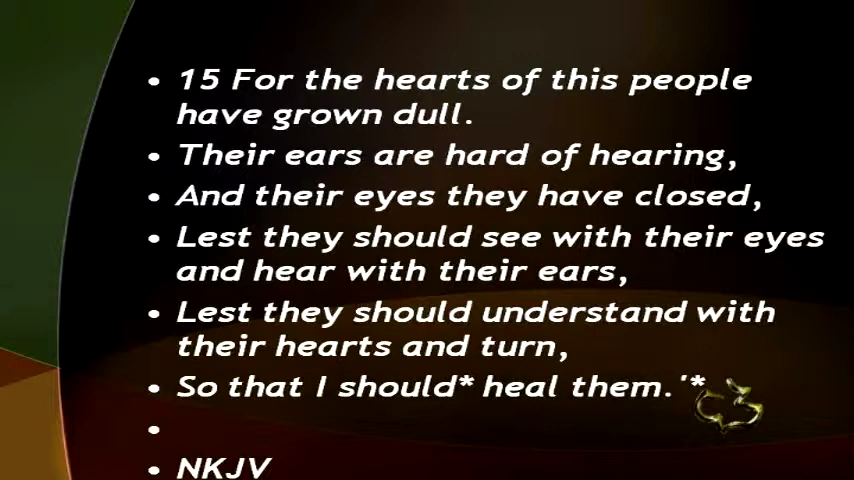 • 15 For the hearts of this people
have grown dull.
• Their ears are hard of hearing,
• And their eyes they have closed,
• Lest they should see with their eyes
and hear with their ears,
• Lest they should understand with
their hearts and turn,
• So that I should* heal them.'*
•
• NKJV